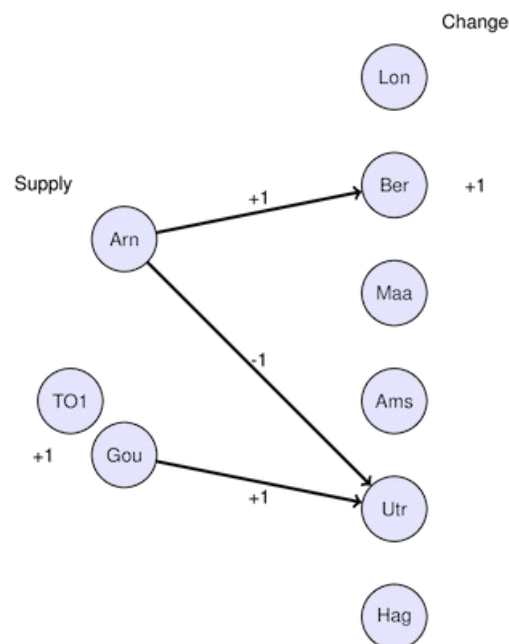 Change
Lon
Supply
Ber
+1
+1
Arn
Maa
-1
TO1
Ams
+1
Gou
+1
Utr
Hag